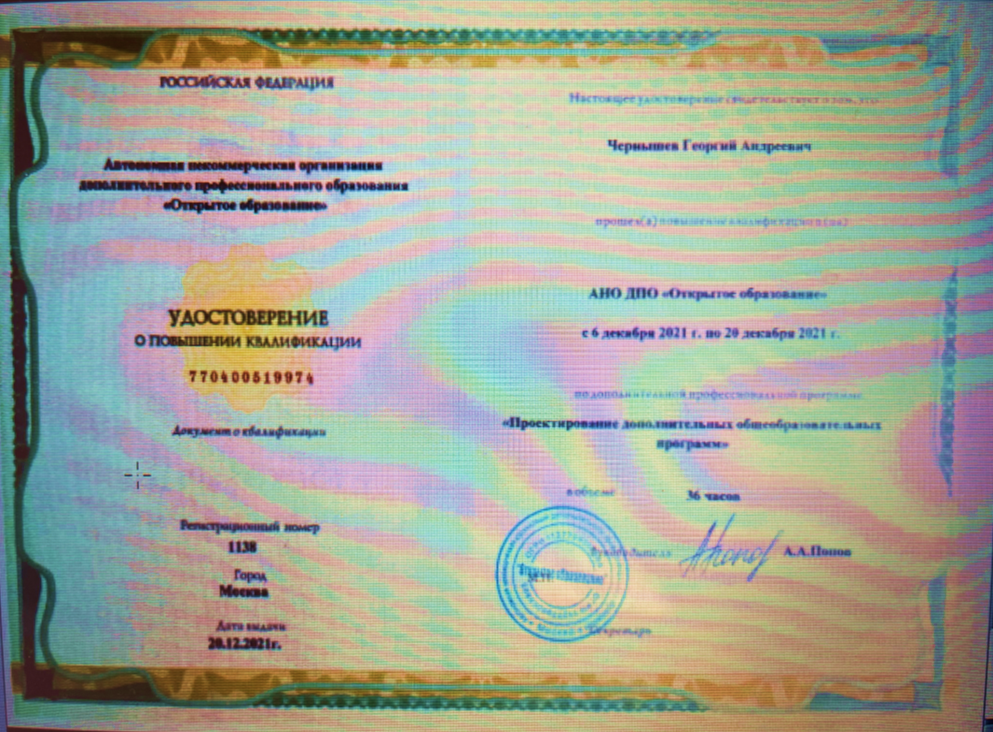 РОССИЙСКАЯ ФЕДЕРАЦИЯ
Автономная некоммерческая организация
дополнительного профессионального образования
«Открытое образование»
УДОСТОВЕРЕНИЕ
О ПОВЫШЕНИИ КВАЛИФИКАЦИИ
770400519974
Документ о квалификации
Регистрационный номер
1138
Город
Москва
Дата выдачи
20.12.2021г.
Настоящее удостоверение свидетельствует о том, что
Чернышев Георгий Андреевич
прошел(а) повышение квалификации в (на)
АНО ДПО «Открытое образование»
с 6 декабря 2021 г. по 20 декабря 2021 г.
по дополнительной профессиональной программе
«Проектирование дополнительных общеобразовательных
программ»
в объеме 36 часов
Руководитель А.А.Попов
М.П.
"Открытое образование"
Секретарь